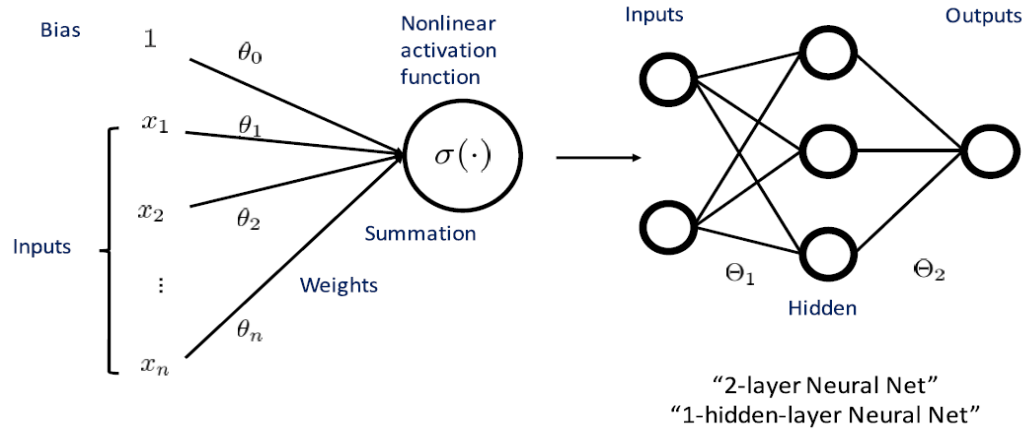 Bias
1
θ₀
Nonlinear
activation
function
x₁
θ₁
σ(·)
x₂
θ₂
Summation
Inputs
⋮
Weights
θₙ
xₙ
Inputs
Outputs
Θ₁
Θ₂
Hidden
“2-layer Neural Net”
“1-hidden-layer Neural Net”